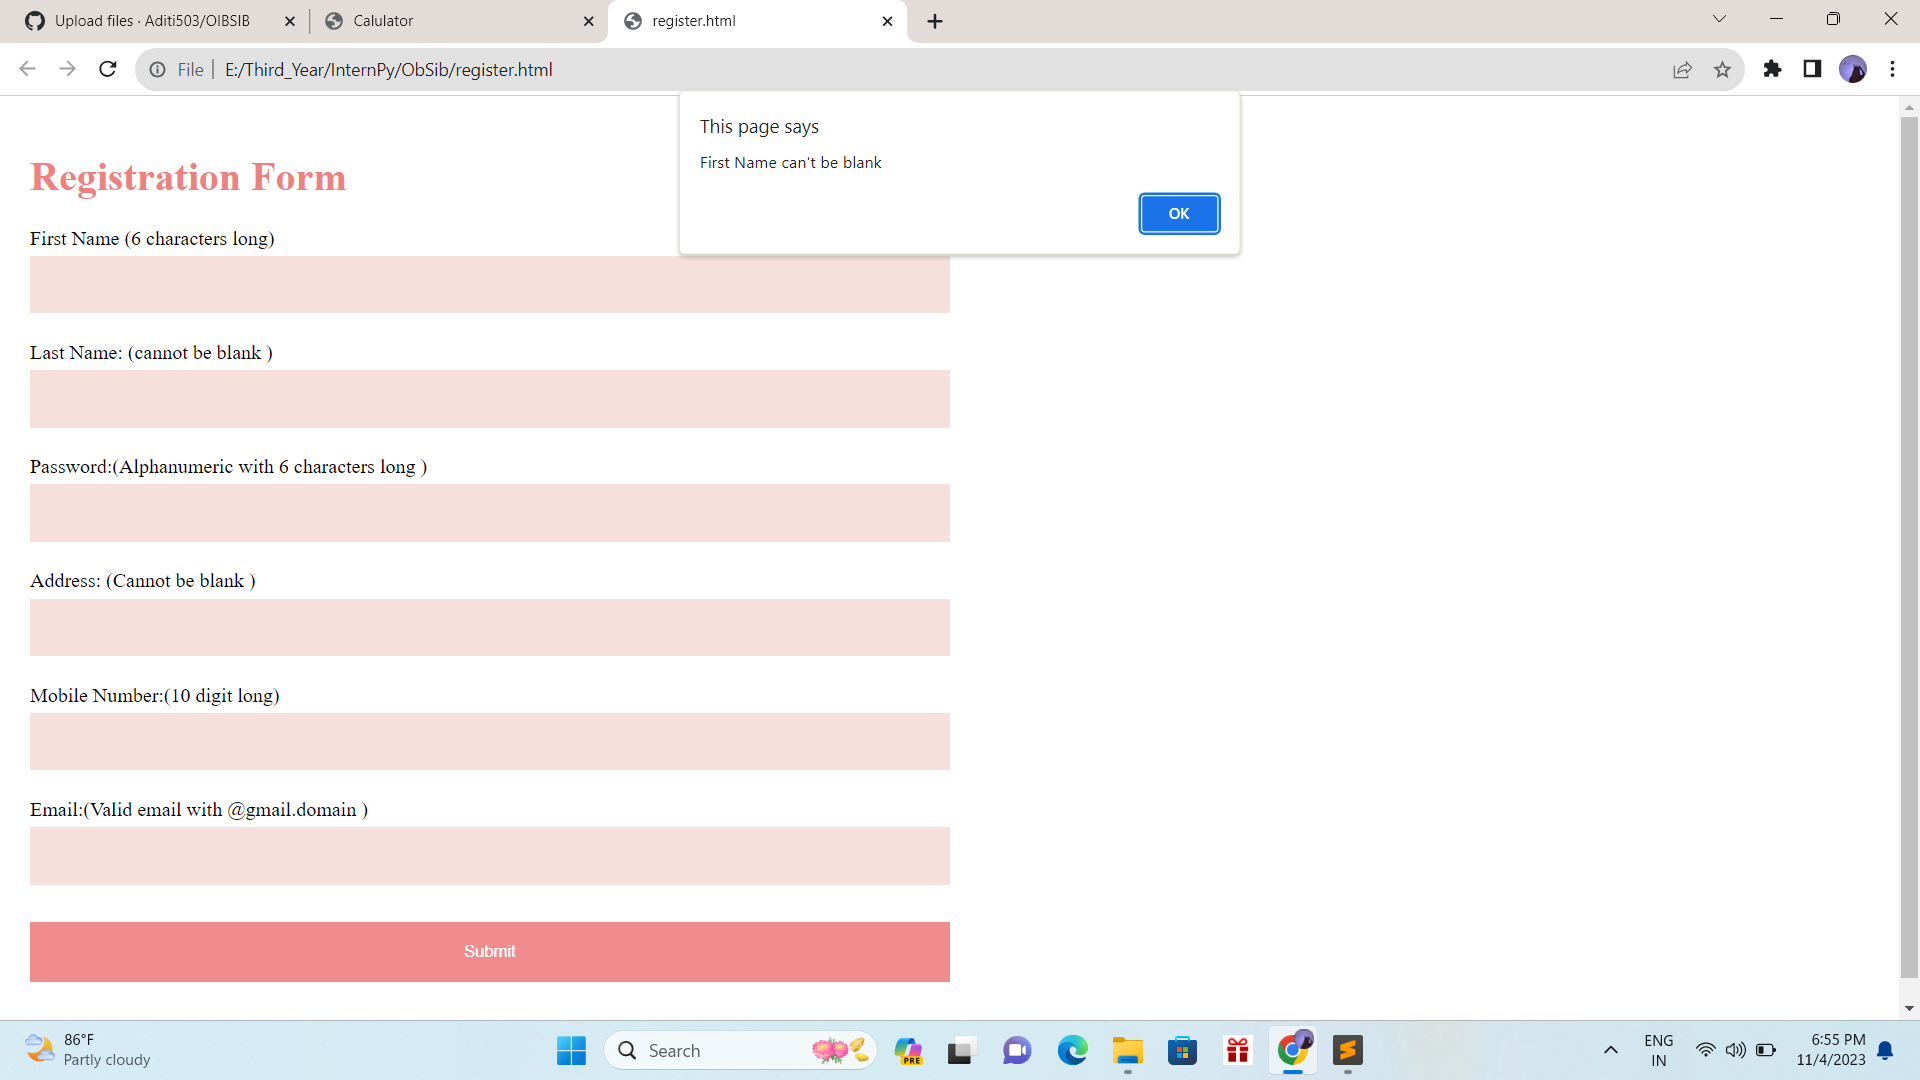 Upload files · Aditi503/OIBSIB
Calulator
register.html
File
E:/Third_Year/InternPy/ObSib/register.html
This page says
First Name can't be blank
OK
Registration Form
First Name (6 characters long)
Last Name: (cannot be blank )
Password:(Alphanumeric with 6 characters long )
Address: (Cannot be blank )
Mobile Number:(10 digit long)
Email:(Valid email with @gmail.domain )
Submit
86°F
Partly cloudy
Search
PRE
ENG
IN
6:55 PM
11/4/2023